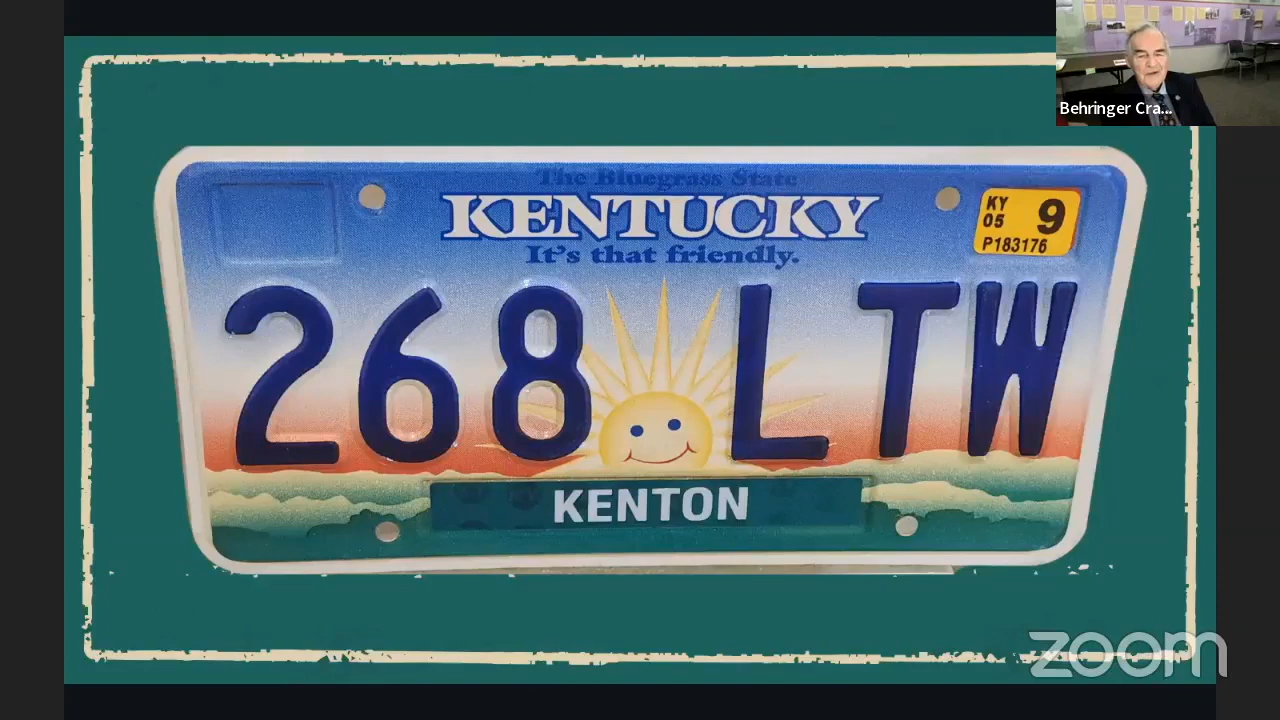 Behringer Cra...
The Bluegrass State
KENTUCKY
It's that friendly.
KY
05
9
P183176
268 LTW
KENTON
zoom